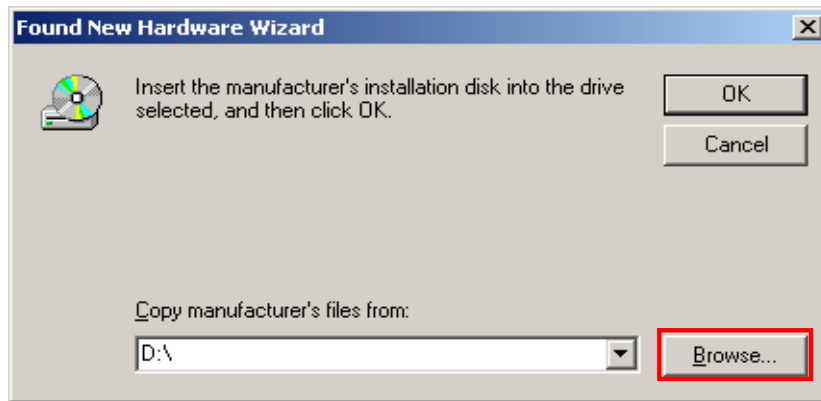 Found New Hardware Wizard
Insert the manufacturer's installation disk into the drive
selected, and then click OK.
OK
Cancel
Copy manufacturer's files from:
D:\
Browse...